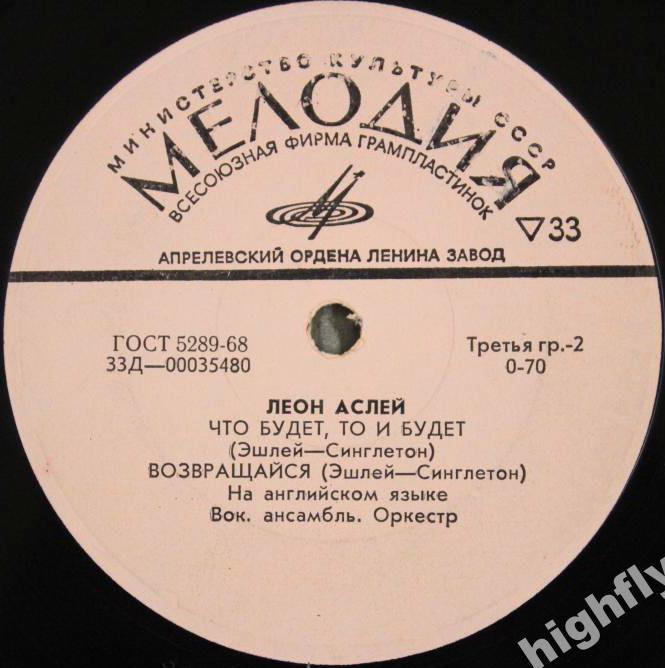 МИНИСТЕРСТВО КУЛЬТУРЫ СССР
МЕЛОДИЯ
ВСЕСОЮЗНАЯ ФИРМА ГРАМПЛАСТИНОК
▽33
АПРЕЛЕВСКИЙ ОРДЕНА ЛЕНИНА ЗАВОД
ГОСТ 5289-68
33Д—00035480
Третья гр.-2
0-70
ЛЕОН АСЛЕЙ
ЧТО БУДЕТ, ТО И БУДЕТ
(Эшлей—Синглетон)
ВОЗВРАЩАЙСЯ (Эшлей—Синглетон)
На английском языке
Вок. ансамбль. Оркестр
highfly